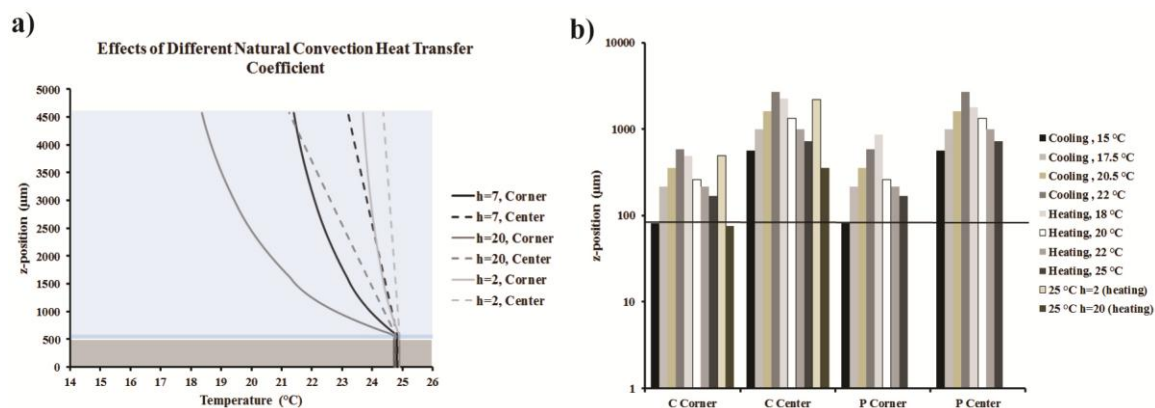 a)
Effects of Different Natural Convection Heat Transfer
Coefficient
5000
4500
4000
3500
3000
2500
2000
1500
1000
500
0
z-position (µm)
14 15 16 17 18 19 20 21 22 23 24 25 26
Temperature (°C)
h=7, Corner
h=7, Center
h=20, Corner
h=20, Center
h=2, Corner
h=2, Center
b)
10000
1000
100
10
1
z-position (µm)
C Corner C Center P Corner P Center
Cooling , 15 °C
Cooling , 17.5 °C
Cooling , 20.5 °C
Cooling , 22 °C
Heating, 18 °C
Heating, 20 °C
Heating, 22 °C
Heating, 25 °C
25 °C h=2 (heating)
25 °C h=20 (heating)